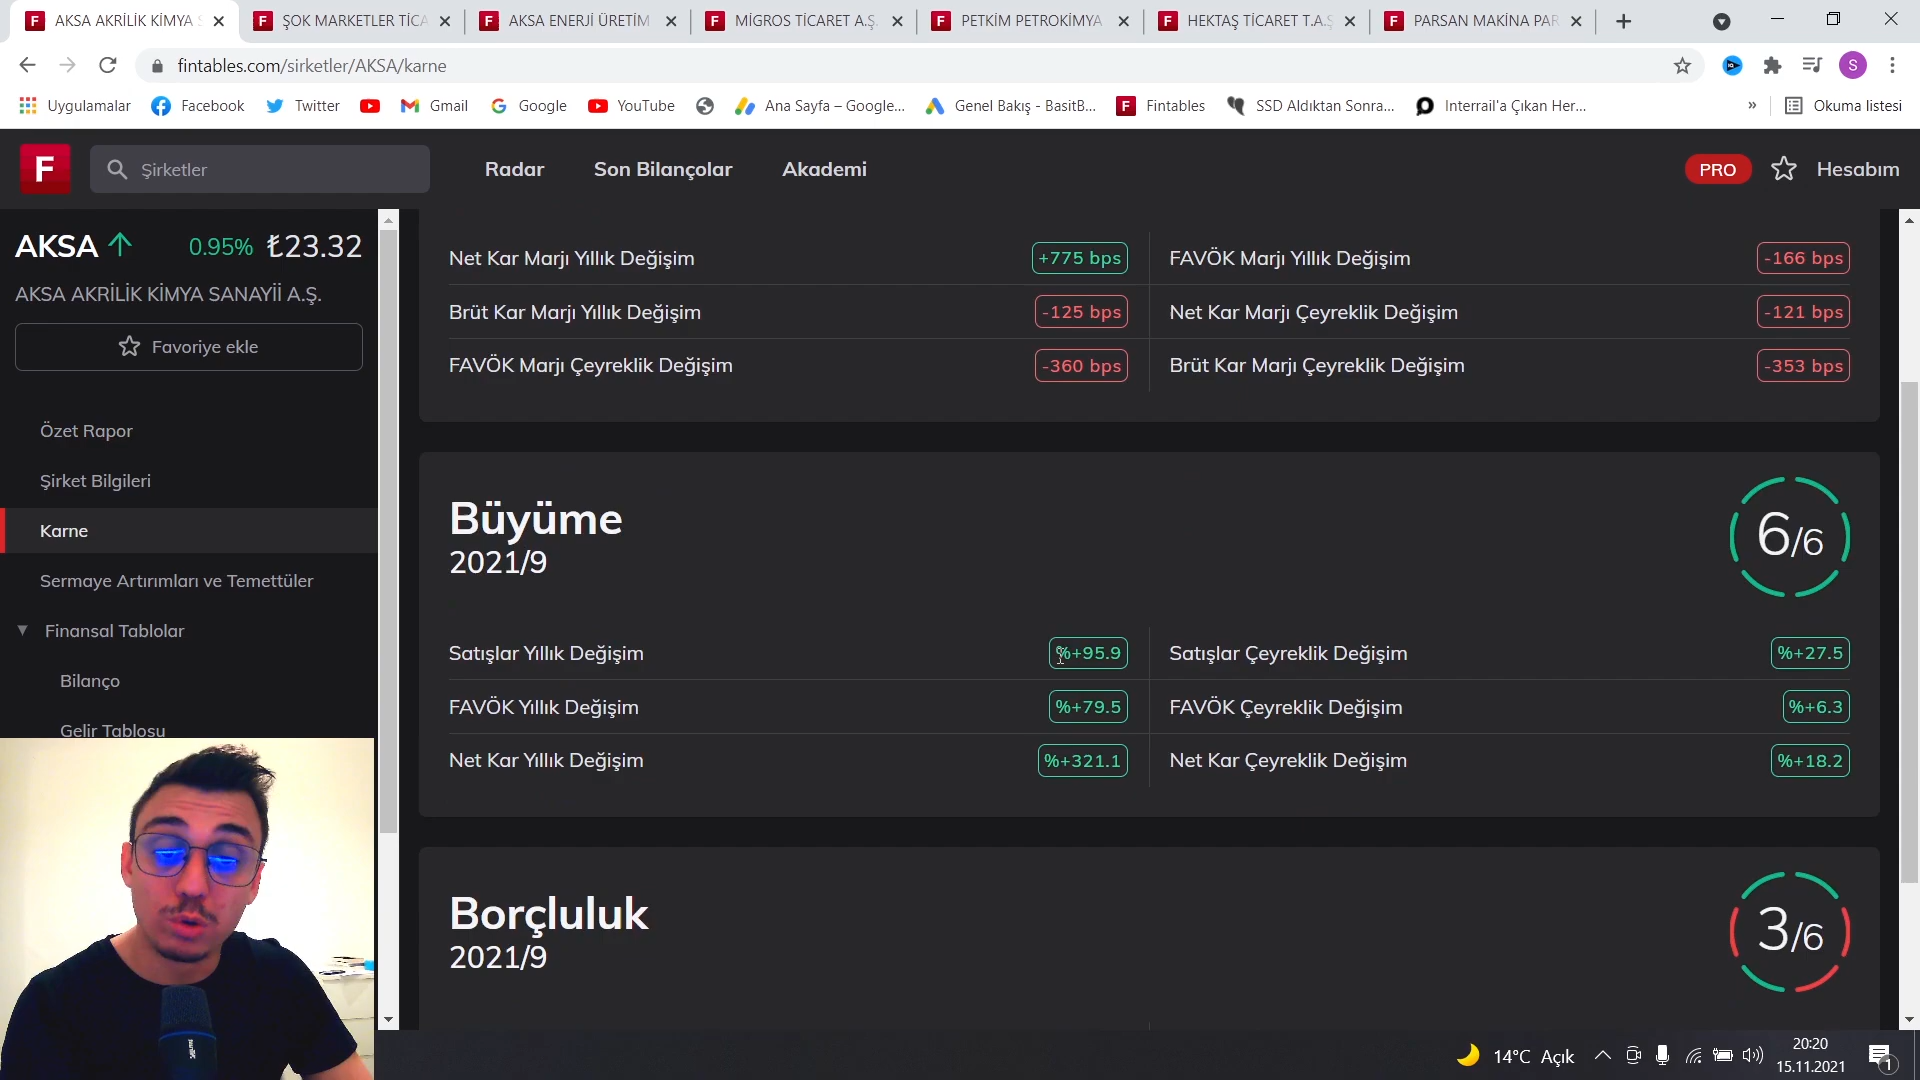 AKSA AKRİLİK KİMYA S
ŞOK MARKETLER TİCA
AKSA ENERJİ ÜRETİM
MİGROS TİCARET A.Ş.
PETKİM PETROKİMYA
HEKTAŞ TİCARET T.A.Ş
PARSAN MAKİNA PAR
fintables.com/sirketler/AKSA/karne
S
Uygulamalar
Facebook
Twitter
Gmail
Google
YouTube
Ana Sayfa – Google...
Genel Bakış - BasitB...
Fintables
SSD Aldıktan Sonra...
Interrail'a Çıkan Her...
»
Okuma listesi
F
Şirketler
Radar
Son Bilançolar
Akademi
PRO
Hesabım
AKSA
0.95%
₺23.32
AKSA AKRİLİK KİMYA SANAYİİ A.Ş.
Favoriye ekle
Özet Rapor
Şirket Bilgileri
Karne
Sermaye Artırımları ve Temettüler
Finansal Tablolar
Bilanço
Gelir Tablosu
Net Kar Marjı Yıllık Değişim
+775 bps
FAVÖK Marjı Yıllık Değişim
-166 bps
Brüt Kar Marjı Yıllık Değişim
-125 bps
Net Kar Marjı Çeyreklik Değişim
-121 bps
FAVÖK Marjı Çeyreklik Değişim
-360 bps
Brüt Kar Marjı Çeyreklik Değişim
-353 bps
Büyüme
2021/9
6/6
Satışlar Yıllık Değişim
%+95.9
Satışlar Çeyreklik Değişim
%+27.5
FAVÖK Yıllık Değişim
%+79.5
FAVÖK Çeyreklik Değişim
%+6.3
Net Kar Yıllık Değişim
%+321.1
Net Kar Çeyreklik Değişim
%+18.2
Borçluluk
2021/9
3/6
14°C Açık
20:20
15.11.2021
1